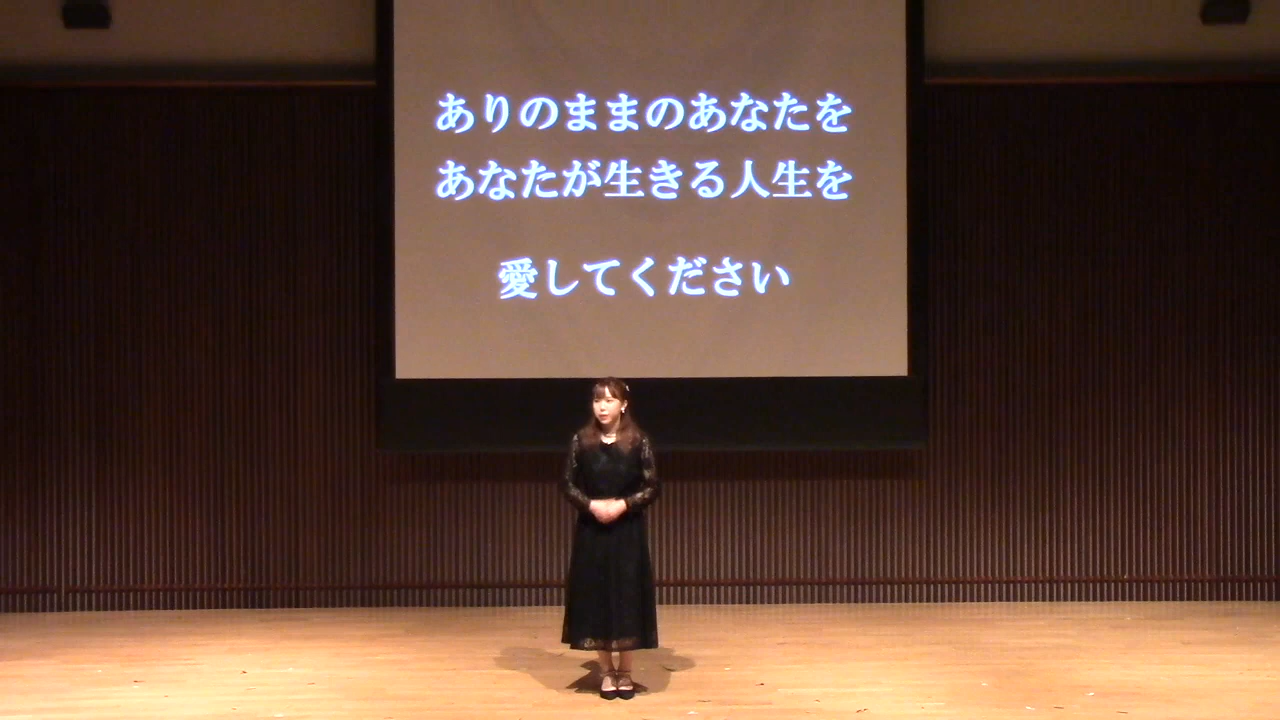 ありのままのあなたを
あなたが生きる人生を
愛してください